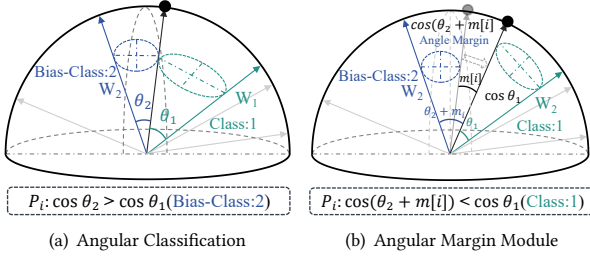 cos(θ₂ + m[i]
Angle Margin
Bias-Class:2
W₂
θ₂
θ₁
W₁
Class:1
Bias-Class:2
W₂
m[i]
cos θ₁
θ₂ + m
θ₁
W₂
Class:1
Pᵢ: cos θ₂ > cos θ₁(Bias-Class:2)
Pᵢ: cos(θ₂ + m[i]) < cos θ₁(Class:1)
(a) Angular Classification
(b) Angular Margin Module